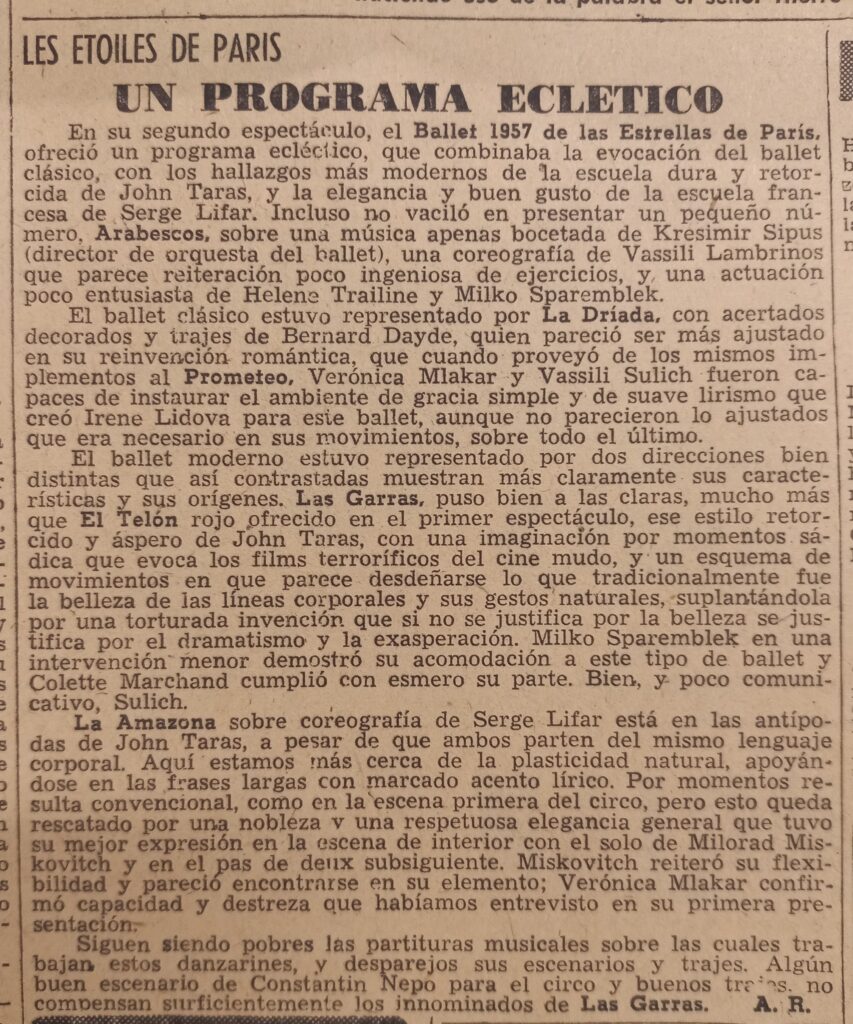 LES ETOILES DE PARIS
UN PROGRAMA ECLETICO
En su segundo espectáculo, el Ballet 1957 de las Estrellas de París,
ofreció un programa ecléctico, que combinaba la evocación del ballet
clásico, con los hallazgos más modernos de la escuela dura y retor-
cida de John Taras, y la elegancia y buen gusto de la escuela fran-
cesa de Serge Lifar. Incluso no vaciló en presentar un pequeño nú-
mero, Arabescos, sobre una música apenas bocetada de Kresimir Sipus
(director de orquesta del ballet), una coreografía de Vassili Lambrinos
que parece reiteración poco ingeniosa de ejercicios, y una actuación
poco entusiasta de Helene Trailine y Milko Sparemblek.
El ballet clásico estuvo representado por La Dríada, con acertados
decorados y trajes de Bernard Dayde, quien pareció ser más ajustado
en su reinvención romántica, que cuando proveyó de los mismos im-
plementos al Prometeo, Verónica Mlakar y Vassili Sulich fueron ca-
paces de instaurar el ambiente de gracia simple y de suave lirismo que
creó Irene Lidova para este ballet, aunque no parecieron lo ajustados
que era necesario en sus movimientos, sobre todo el último.
El ballet moderno estuvo representado por dos direcciones bien
distintas que así contrastadas muestran más claramente sus caracte-
rísticas y sus orígenes. Las Garras, puso bien a las claras, mucho más
que El Telón rojo ofrecido en el primer espectáculo, ese estilo retor-
cido y áspero de John Taras, con una imaginación por momentos sá-
dica que evoca los films terroríficos del cine mudo, y un esquema de
movimientos en que parece desdeñarse lo que tradicionalmente fue
la belleza de las líneas corporales y sus gestos naturales, suplantándola
por una torturada invención que si no se justifica por la belleza se jus-
tifica por el dramatismo y la exasperación. Milko Sparemblek en una
intervención menor demostró su acomodación a este tipo de ballet y
Colette Marchand cumplió con esmero su parte. Bien, y poco comuni-
cativo, Sulich.
La Amazona sobre coreografía de Serge Lifar está en las antípo-
das de John Taras, a pesar de que ambos parten del mismo lenguaje
corporal. Aquí estamos más cerca de la plasticidad natural, apoyán-
dose en las frases largas con marcado acento lírico. Por momentos re-
sulta convencional, como en la escena primera del circo, pero esto queda
rescatado por una nobleza y una respetuosa elegancia general que tuvo
su mejor expresión en la escena de interior con el solo de Milorad Mis-
kovitch y en el pas de deux subsiguiente. Miskovitch reiteró su flexi-
bilidad y pareció encontrarse en su elemento; Verónica Mlakar confir-
mó capacidad y destreza que habíamos entrevisto en su primera pre-
sentación.
Siguen siendo pobres las partituras musicales sobre las cuales tra-
bajan estos danzarines, y desparejos sus escenarios y trajes. Algún
buen escenario de Constantin Nepo para el circo y buenos trajes, no
compensan surficientemente los innominados de Las Garras. A. R.